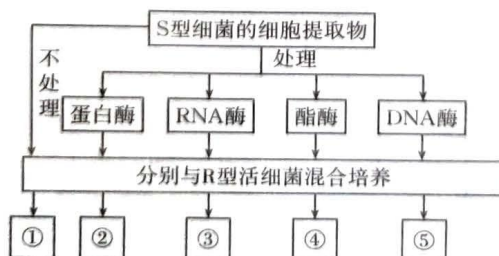 S型细菌的细胞提取物
不处理
处理
蛋白酶
RNA酶
酯酶
DNA酶
分别与R型活细菌混合培养
①
②
③
④
⑤